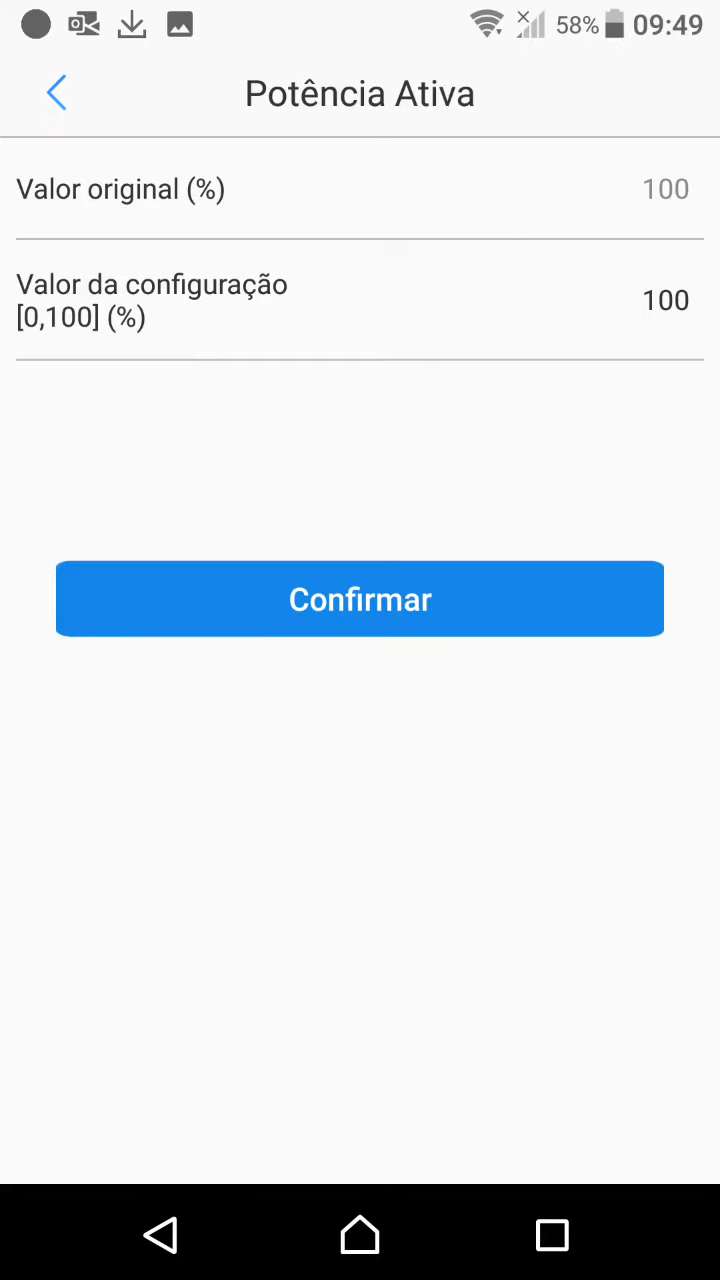 58% 09:49
Potência Ativa
Valor original (%) 100
Valor da configuração
[0,100] (%) 100
Confirmar